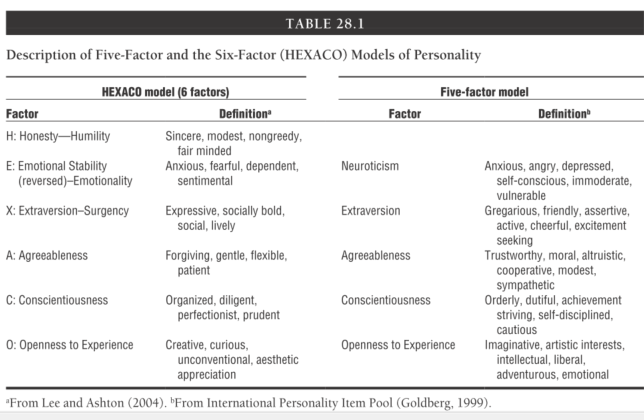 TABLE 28.1
Description of Five-Factor and the Six-Factor (HEXACO) Models of Personality
HEXACO model (6 factors) Five-factor model
Factor Definitionᵃ Factor Definitionᵇ
H: Honesty—Humility Sincere, modest, nongreedy,
fair minded
E: Emotional Stability Anxious, fearful, dependent, Neuroticism Anxious, angry, depressed,
(reversed)–Emotionality sentimental self-conscious, immoderate,
vulnerable
X: Extraversion–Surgency Expressive, socially bold, Extraversion Gregarious, friendly, assertive,
social, lively active, cheerful, excitement
seeking
A: Agreeableness Forgiving, gentle, flexible, Agreeableness Trustworthy, moral, altruistic,
patient cooperative, modest,
sympathetic
C: Conscientiousness Organized, diligent, Conscientiousness Orderly, dutiful, achievement
perfectionist, prudent striving, self-disciplined,
cautious
O: Openness to Experience Creative, curious, Openness to Experience Imaginative, artistic interests,
unconventional, aesthetic intellectual, liberal,
appreciation adventurous, emotional
ᵃFrom Lee and Ashton (2004). ᵇFrom International Personality Item Pool (Goldberg, 1999).